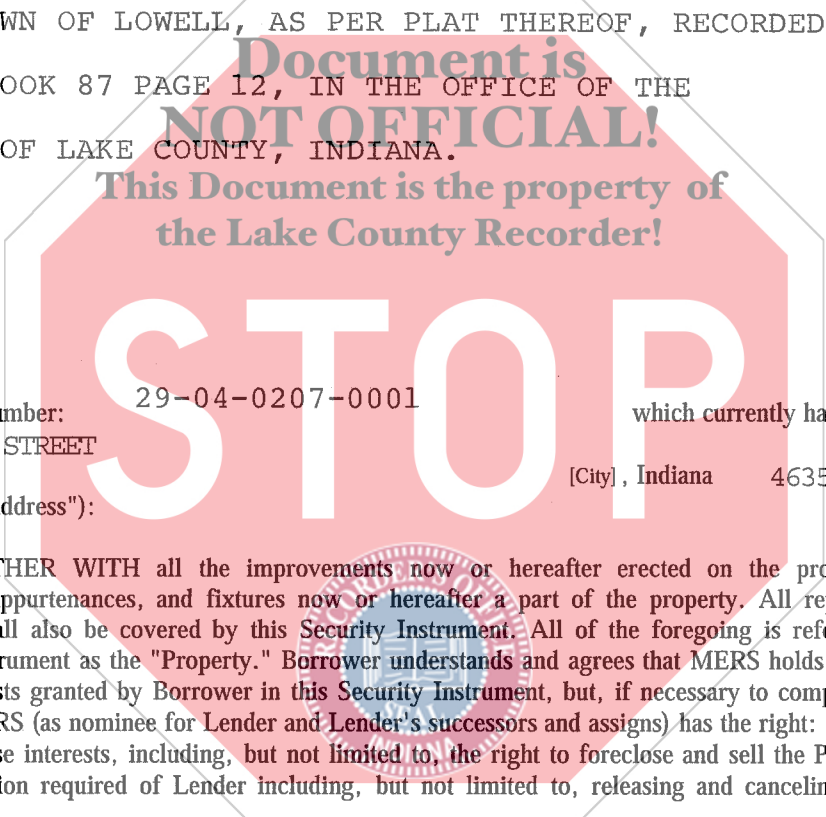 WN OF LOWELL, AS PER PLAT THEREOF, RECORDED
Document is
OOK 87 PAGE 12, IN THE OFFICE OF THE
NOT OFFICIAL!
OF LAKE COUNTY, INDIANA.
This Document is the property of
the Lake County Recorder!
STOP
umber: 29-04-0207-0001 which currently ha
STREET
[City], Indiana 4635
ddress"):
THER WITH all the improvements now or hereafter erected on the pro
ppurtenances, and fixtures now or hereafter a part of the property. All re
all also be covered by this Security Instrument. All of the foregoing is refe
rument as the "Property." Borrower understands and agrees that MERS holds
sts granted by Borrower in this Security Instrument, but, if necessary to comp
RS (as nominee for Lender and Lender's successors and assigns) has the right:
se interests, including, but not limited to, the right to foreclose and sell the P
ion required of Lender including, but not limited to, releasing and cancelin
RECORDER'S OFFICE
SEAL
INDIANA